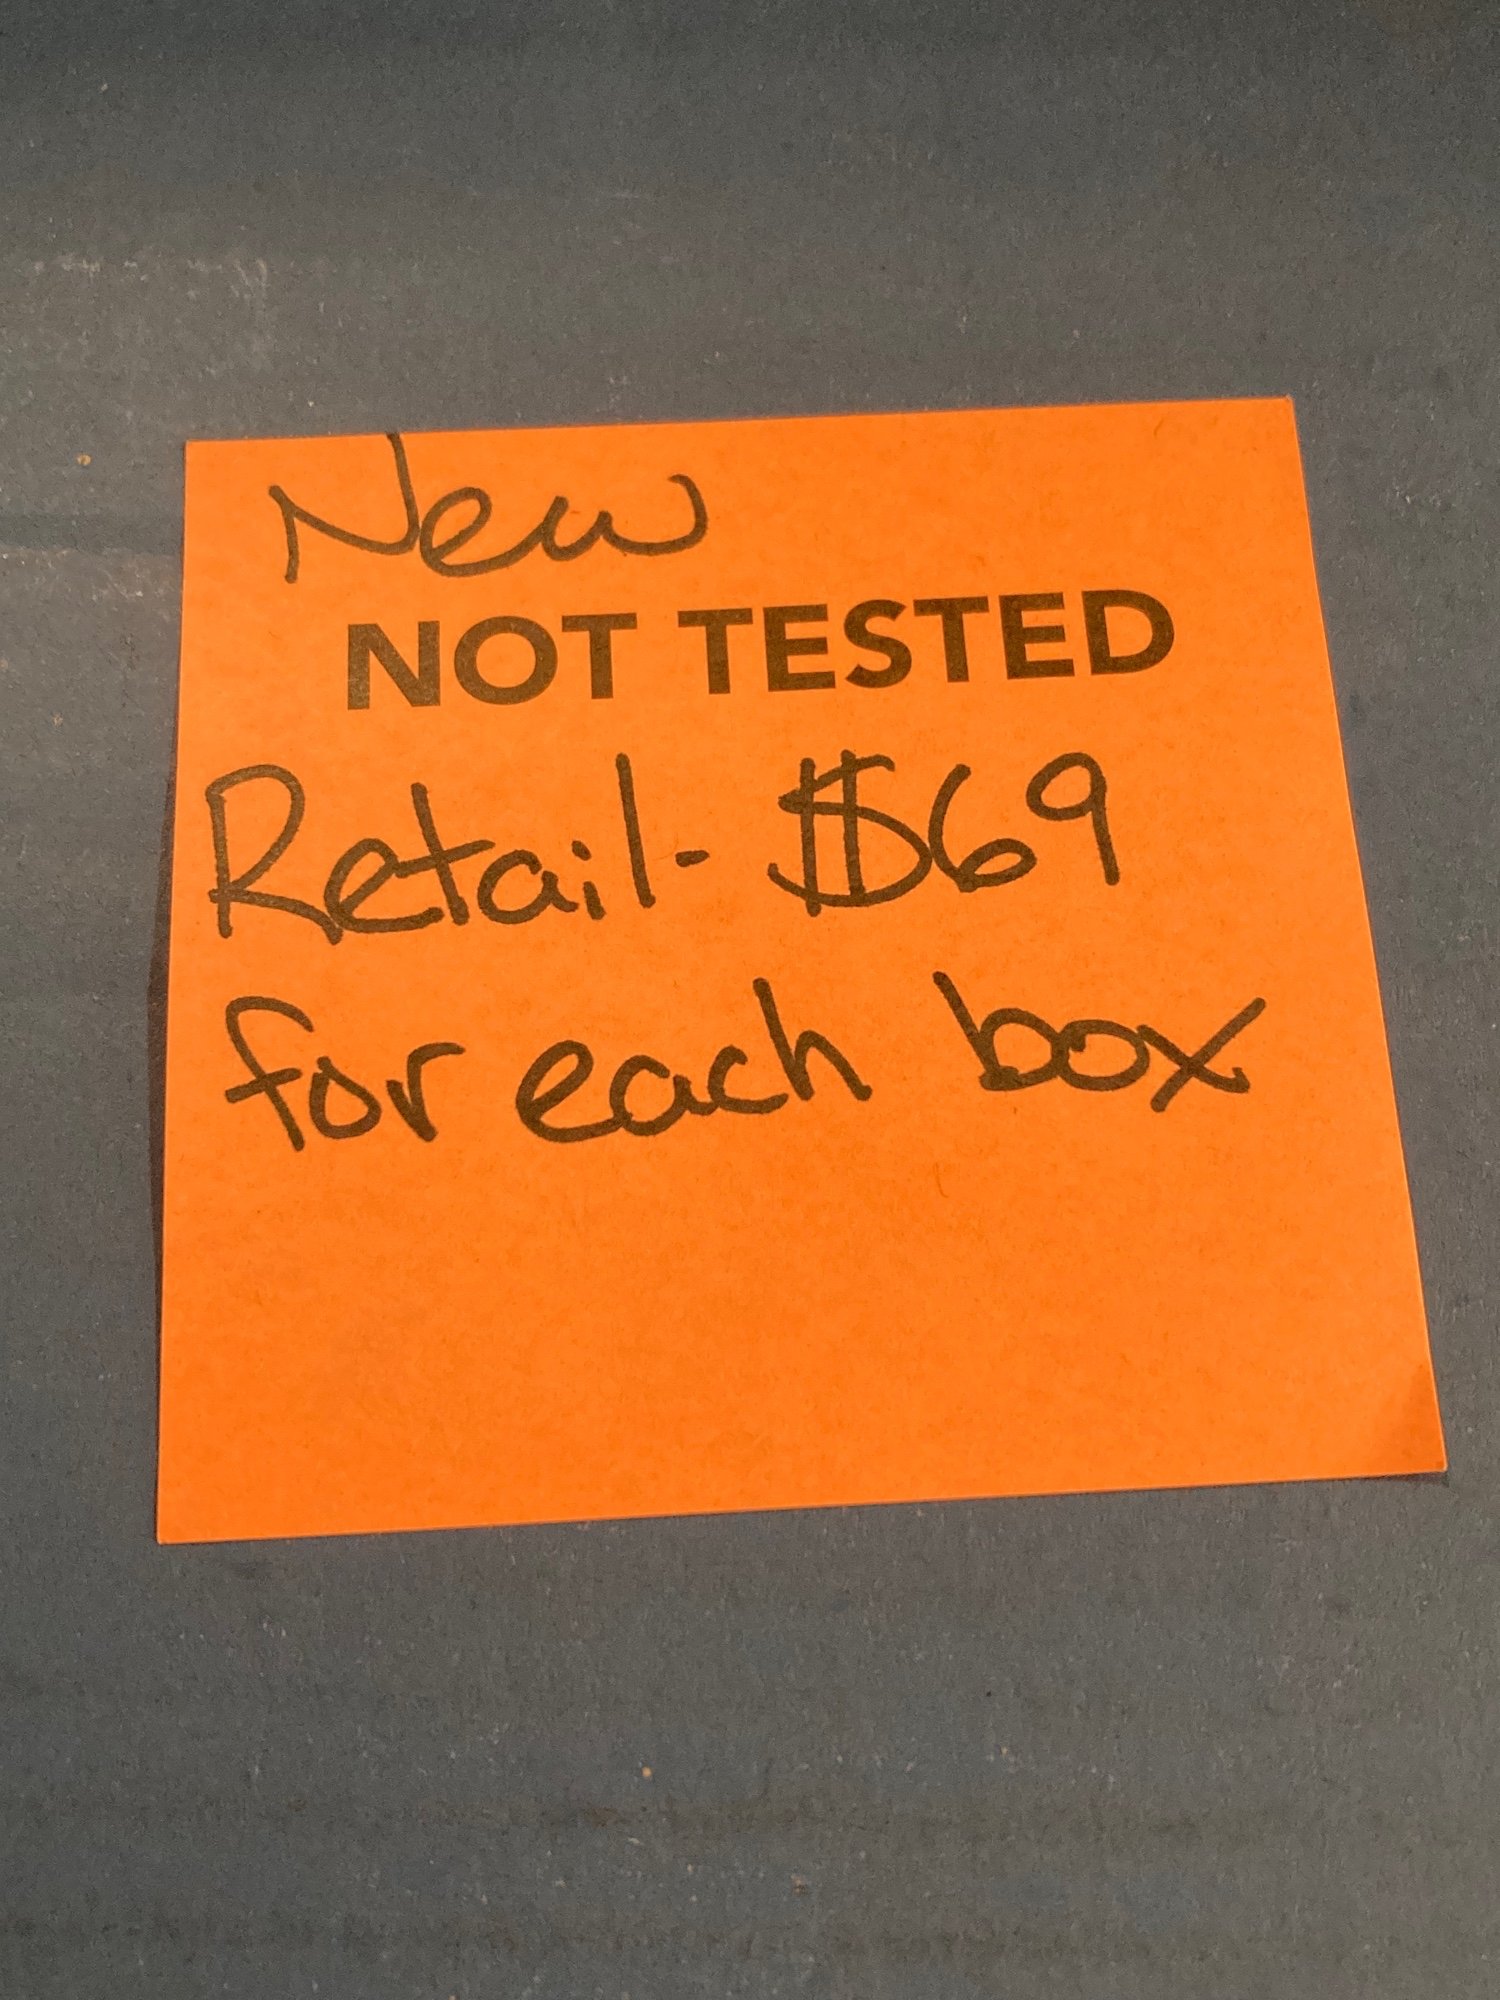 New
NOT TESTED
Retail- $69
for each box